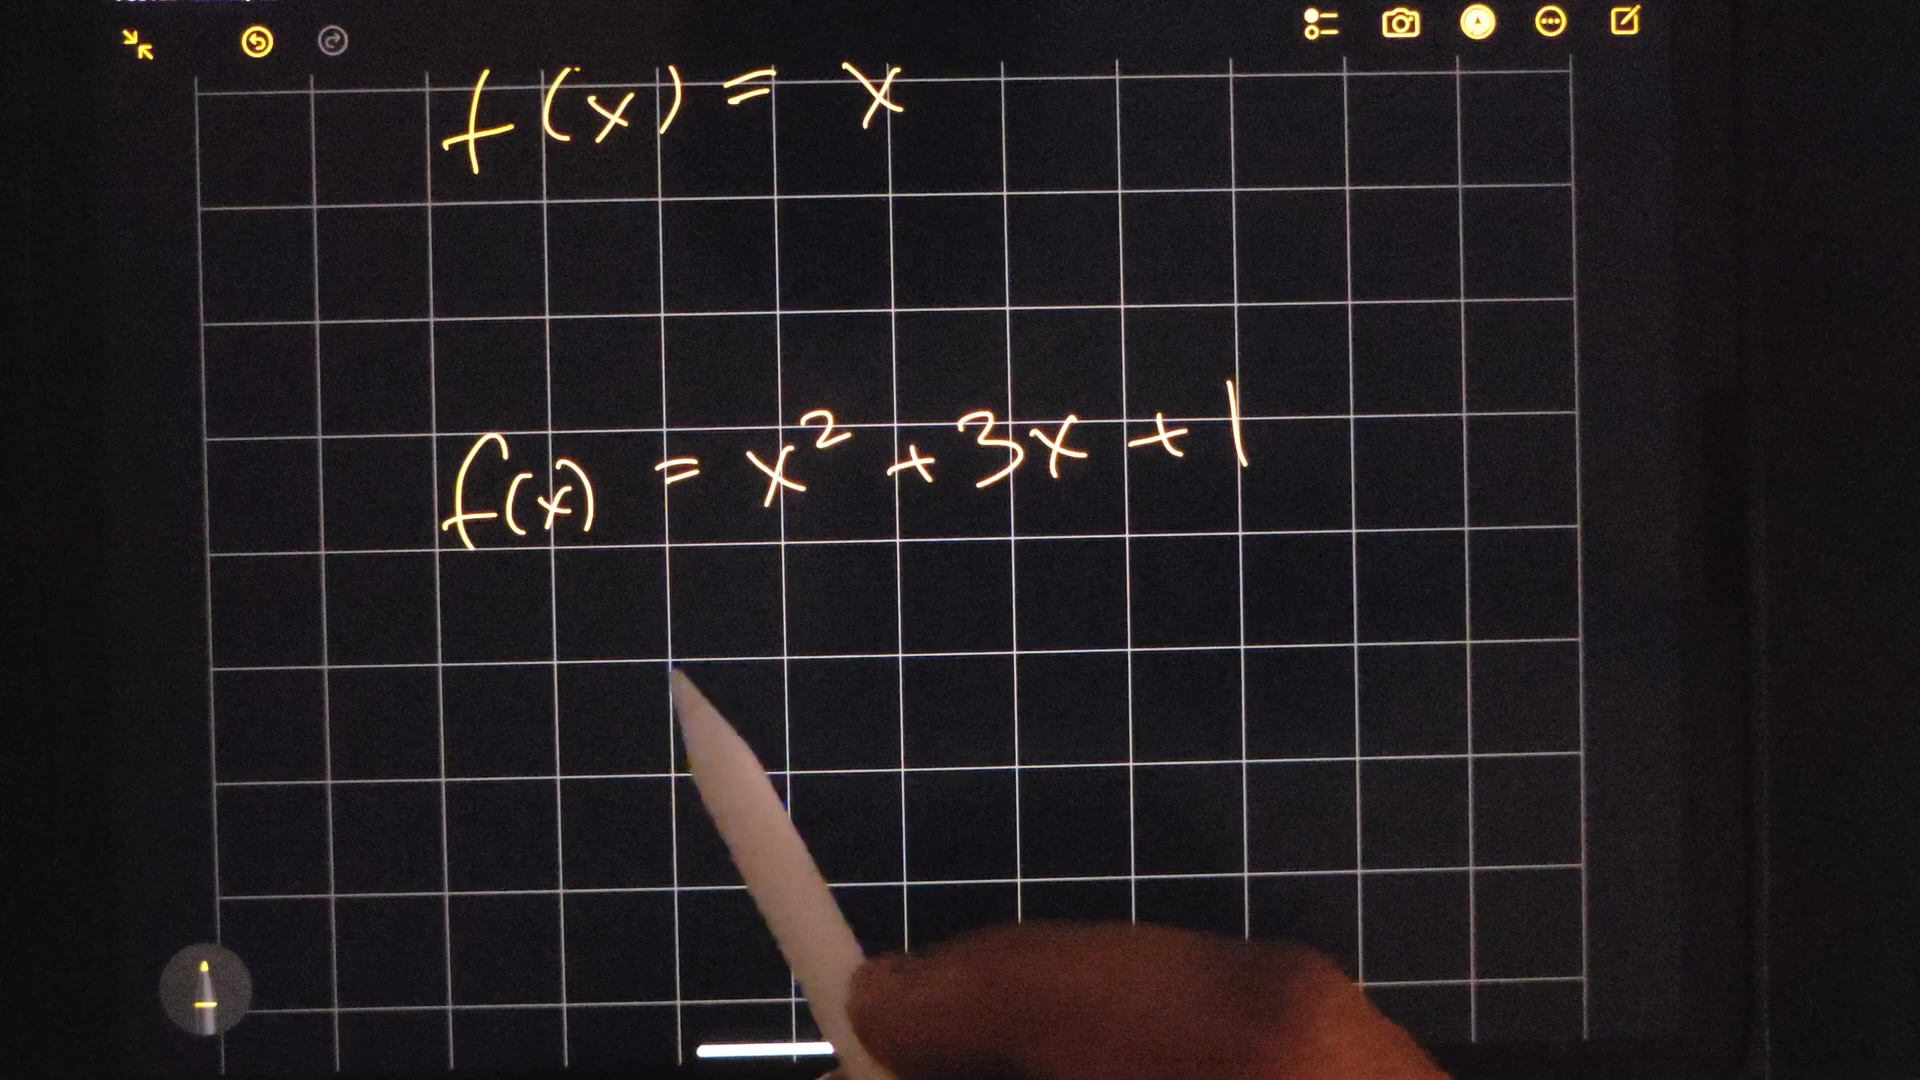 f(x) = x
f(x) = x² + 3x + 1